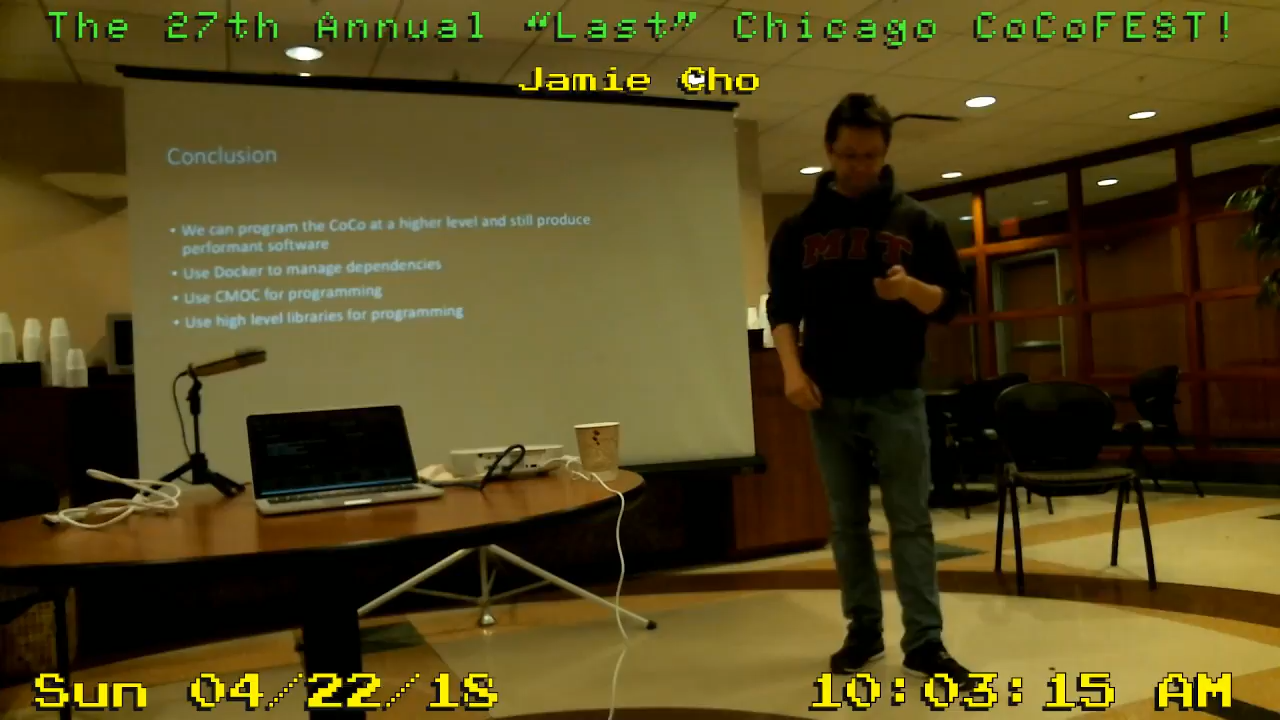 The 27th Annual “Last” Chicago CoCoFEST!
Jamie Cho
Conclusion
• We can program the CoCo at a higher level and still produce
performant software
• Use Docker to manage dependencies
• Use CMOC for programming
• Use high level libraries for programming
MIT
Sun 04/22/18
10:03:15 AM